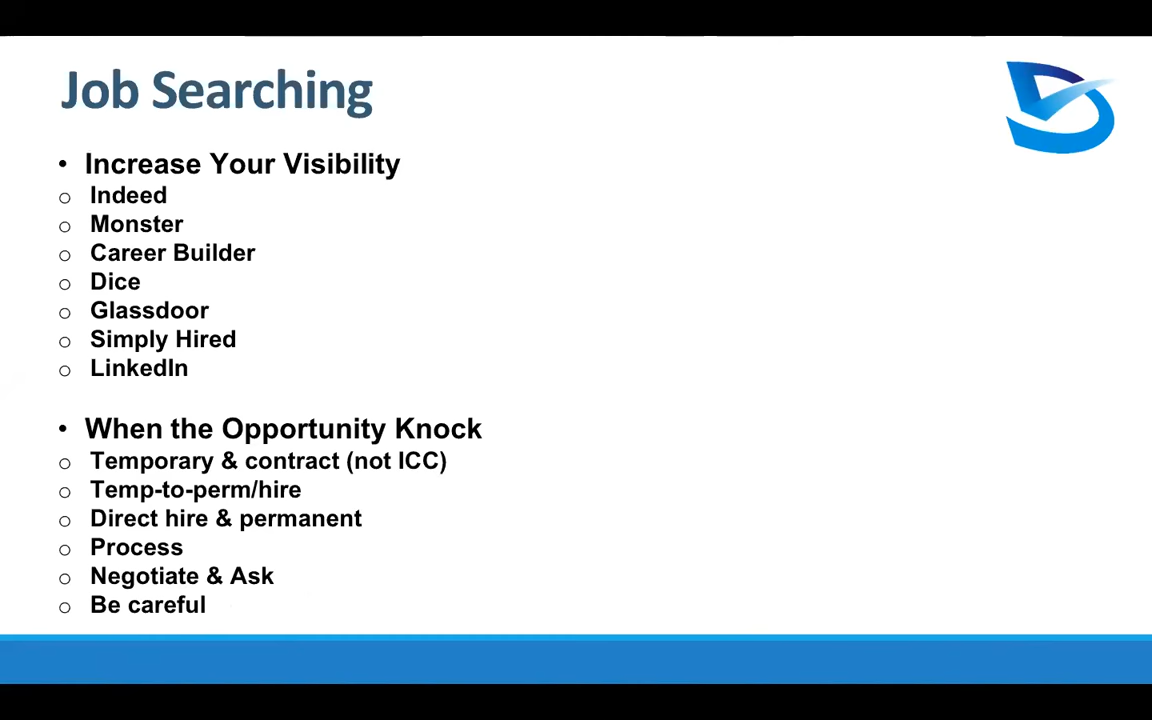 Job Searching
• Increase Your Visibility
o Indeed
o Monster
o Career Builder
o Dice
o Glassdoor
o Simply Hired
o LinkedIn
• When the Opportunity Knock
o Temporary & contract (not ICC)
o Temp-to-perm/hire
o Direct hire & permanent
o Process
o Negotiate & Ask
o Be careful